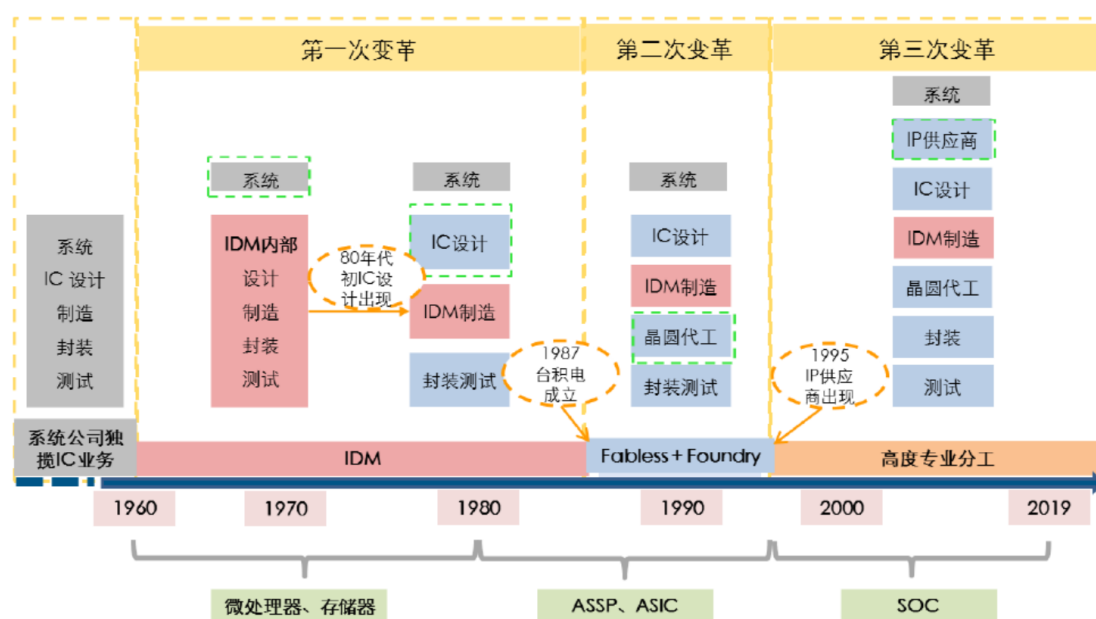 第一次变革
第二次变革
第三次变革
系统
IC 设计
制造
封装
测试
系统
IDM内部
设计
制造
封装
测试
80年代
初IC设
计出现
系统
IC设计
IDM制造
封装测试
1987
台积电
成立
系统
IC设计
IDM制造
晶圆代工
封装测试
1995
IP供应
商出现
系统
IP供应商
IC设计
IDM制造
晶圆代工
封装
测试
系统公司独
揽IC业务
IDM
Fabless+Foundry
高度专业分工
1960
1970
1980
1990
2000
2019
微处理器、存储器
ASSP、ASIC
SOC